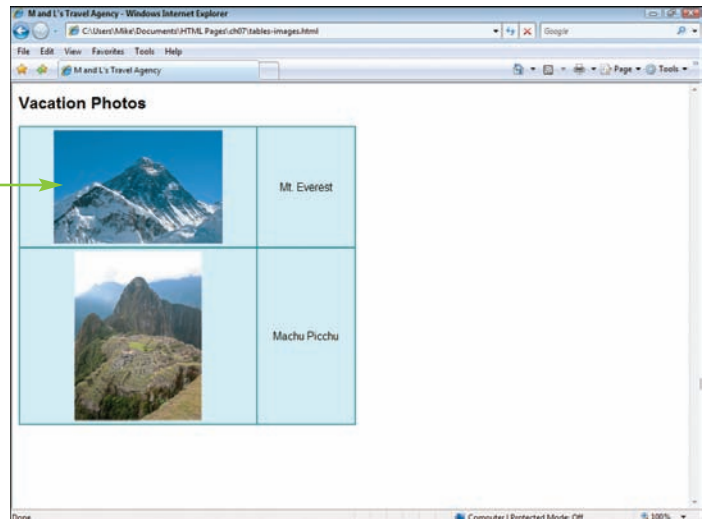 M and L's Travel Agency - Windows Internet Explorer
C:\Users\Mike\Documents\HTML Pages\ch07\tables-images.html
Google
File Edit View Favorites Tools Help
M and L's Travel Agency
Page Tools
Vacation Photos
Mt. Everest
Machu Picchu
Done
Computer | Protected Mode: Off
100%